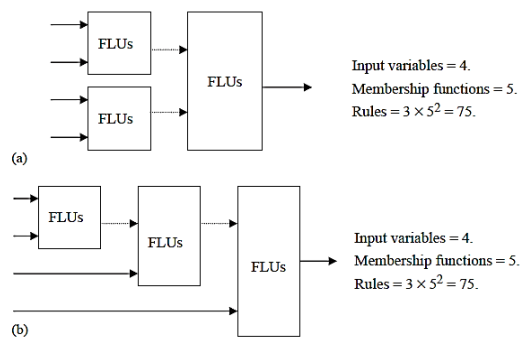 FLUs
FLUs
FLUs
Input variables = 4.
Membership functions = 5.
Rules = 3 × 5² = 75.
(a)
FLUs
FLUs
FLUs
Input variables = 4.
Membership functions = 5.
Rules = 3 × 5² = 75.
(b)